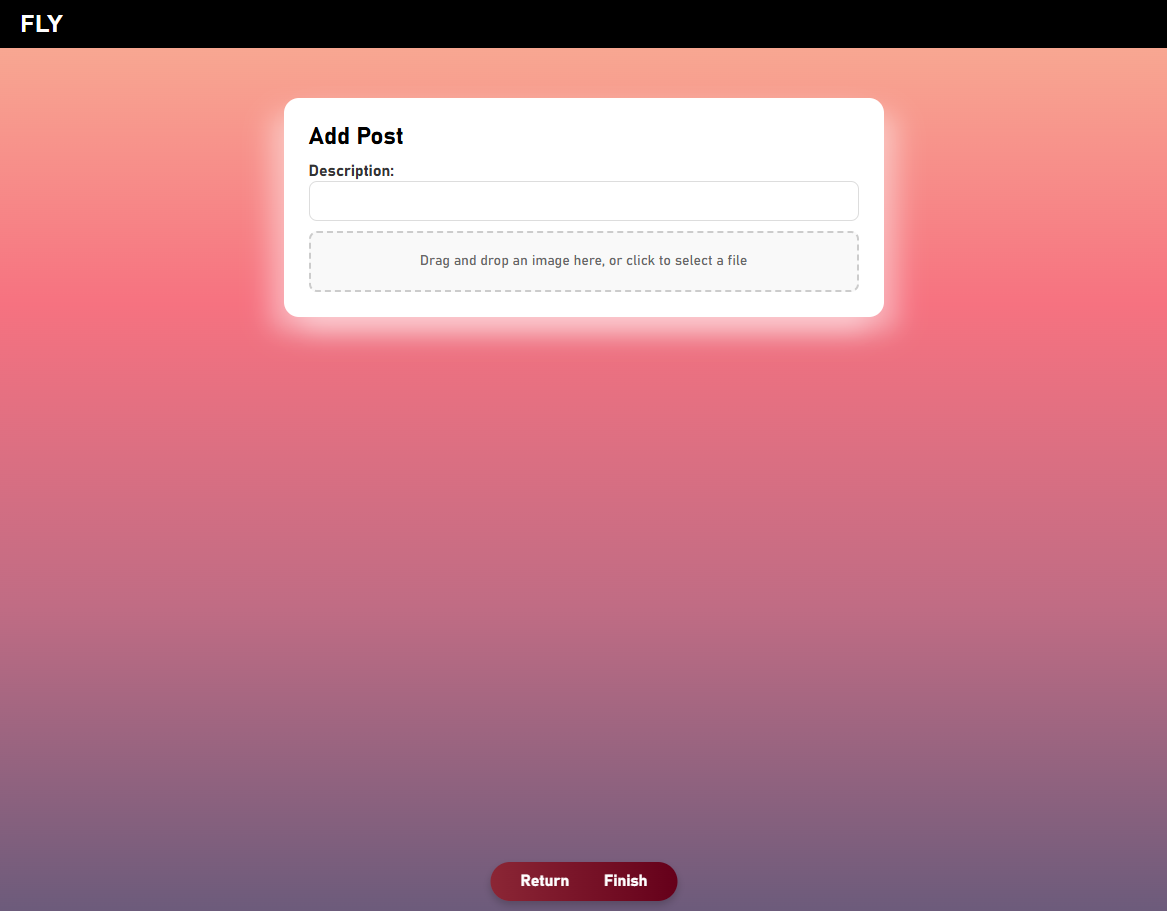 FLY
Add Post
Description:
Drag and drop an image here, or click to select a file
Return Finish